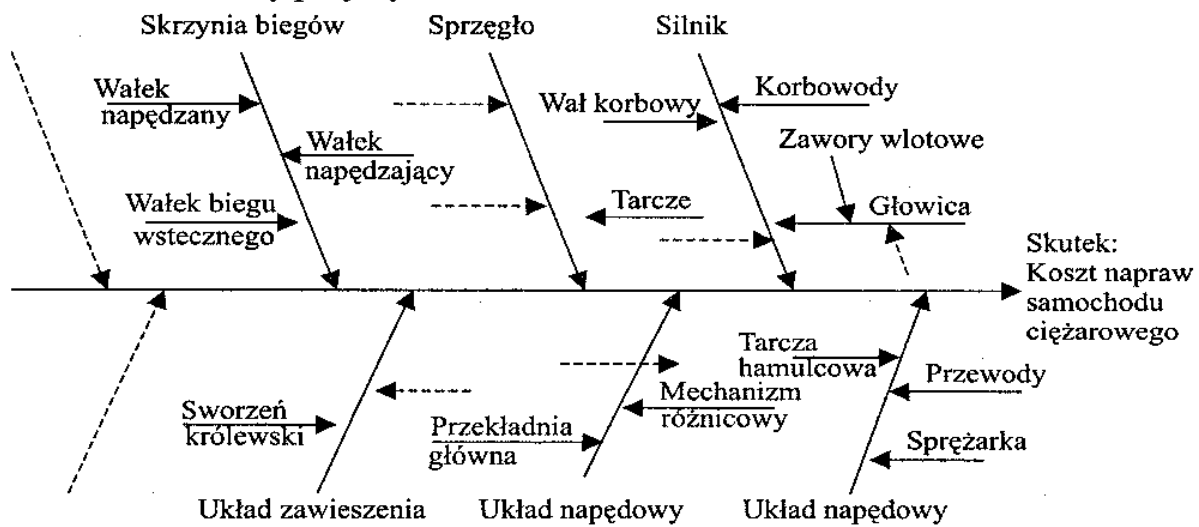 Skrzynia biegów
Sprzęgło
Silnik
Wałek
napędzany
Wałek
napędzający
Wałek biegu
wstecznego
Tarcze
Wał korbowy
Korbowody
Zawory wlotowe
Głowica
Skutek:
Koszt napraw
samochodu
ciężarowego
Sworzeń
królewski
Przekładnia
główna
Mechanizm
różnicowy
Tarcza
hamulcowa
Przewody
Sprężarka
Układ zawieszenia
Układ napędowy
Układ napędowy